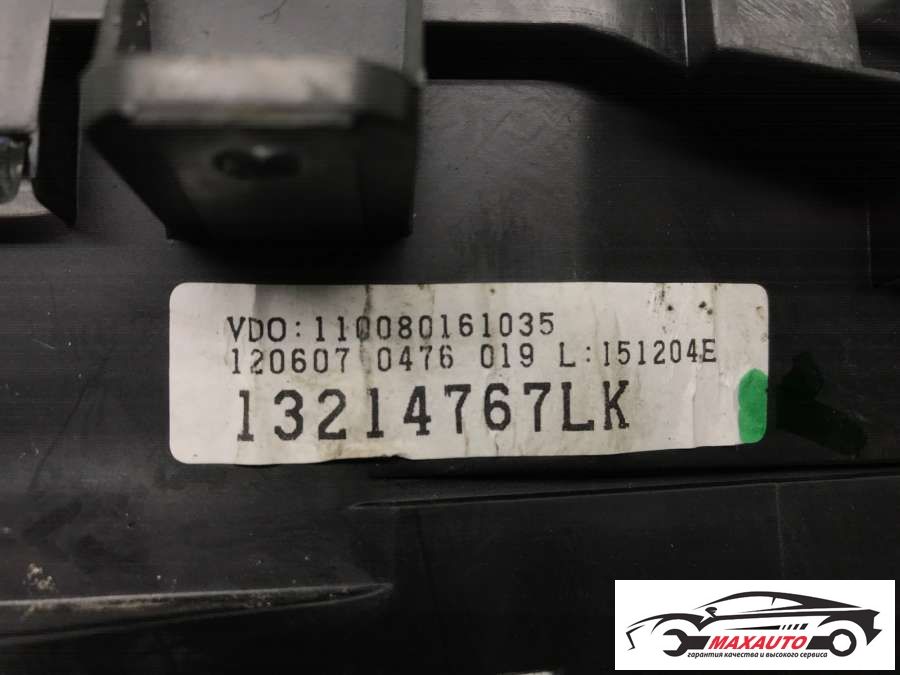 VDO:110080161035
120607 0476 019 L:151204E
13214767LK
MAXAUTO
гарантия качества и высокого сервиса